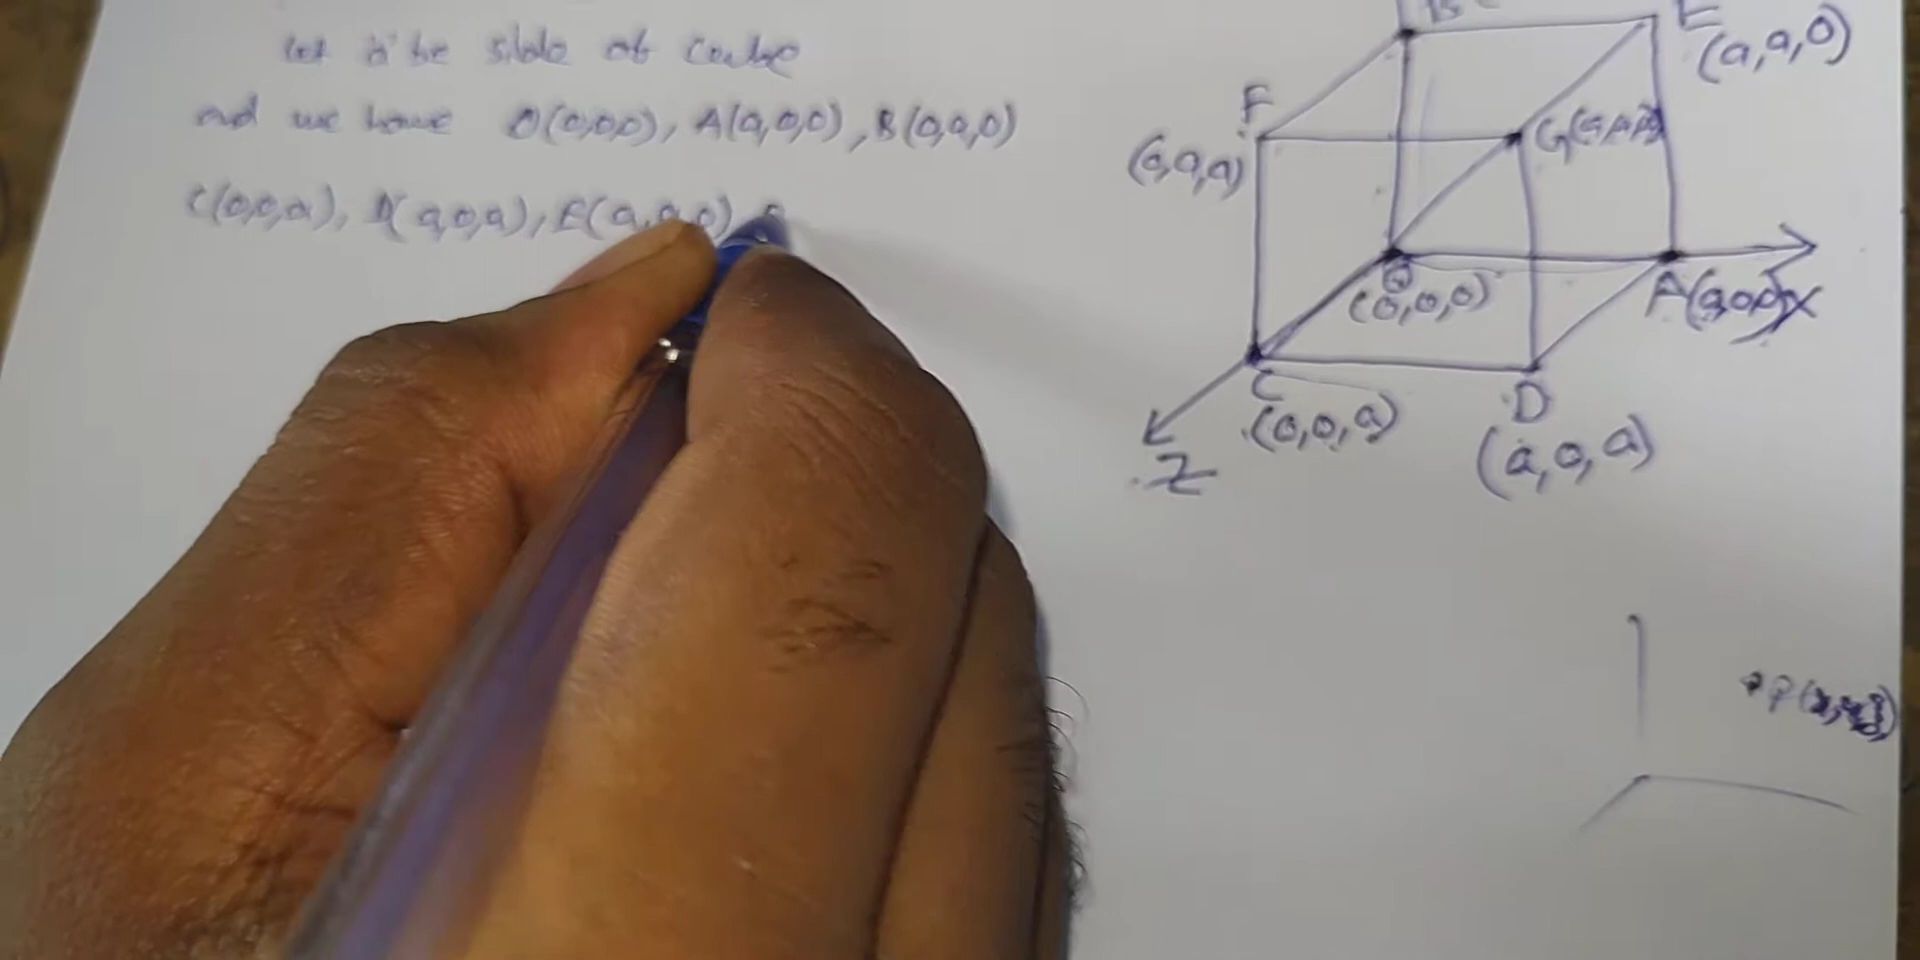 let 'a' be side of cube
and we have O(0,0,0), A(a,0,0), B(0,a,0)
C(0,0,a), D(a,0,a), E(a,a,0),
E
(a,a,0)
F
(0,a,a)
G(a,a,a)
O
(0,0,0)
A(a,0,0) X
C
(0,0,a)
D
(a,0,a)
Z
P(x,y,z)